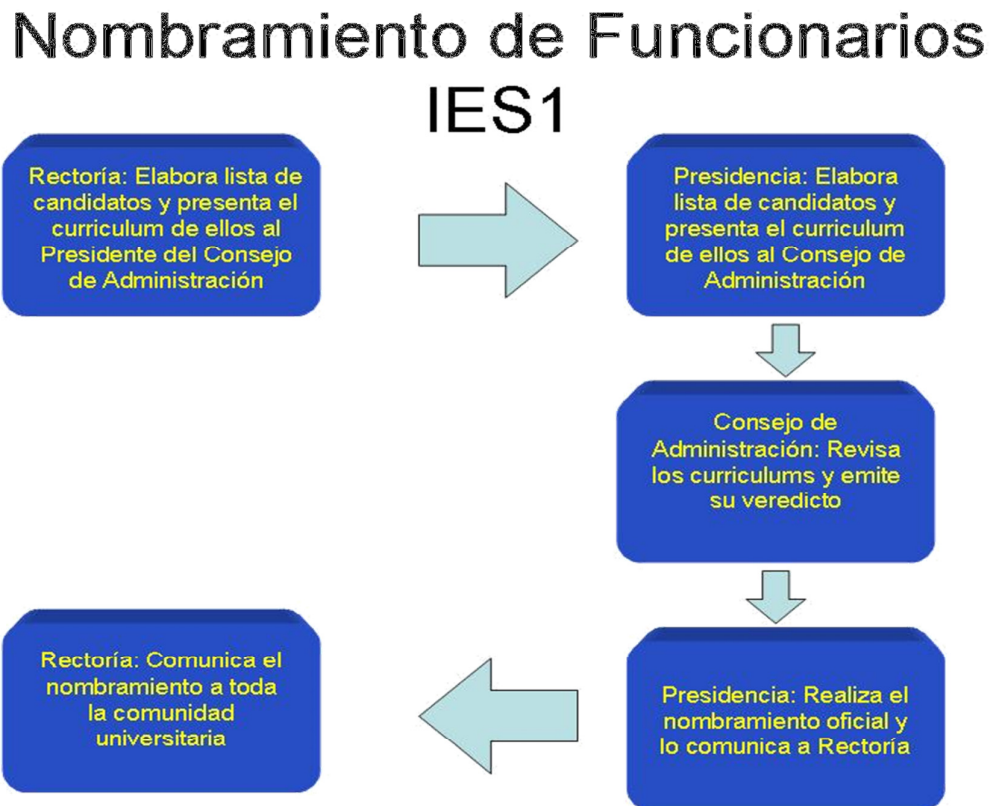 Nombramiento de Funcionarios
IES1
Rectoría: Elabora lista de
candidatos y presenta el
curriculum de ellos al
Presidente del Consejo
de Administración
Presidencia: Elabora
lista de candidatos y
presenta el curriculum
de ellos al Consejo de
Administración
Consejo de
Administración: Revisa
los curriculums y emite
su veredicto
Presidencia: Realiza el
nombramiento oficial y
lo comunica a Rectoría
Rectoría: Comunica el
nombramiento a toda
la comunidad
universitaria